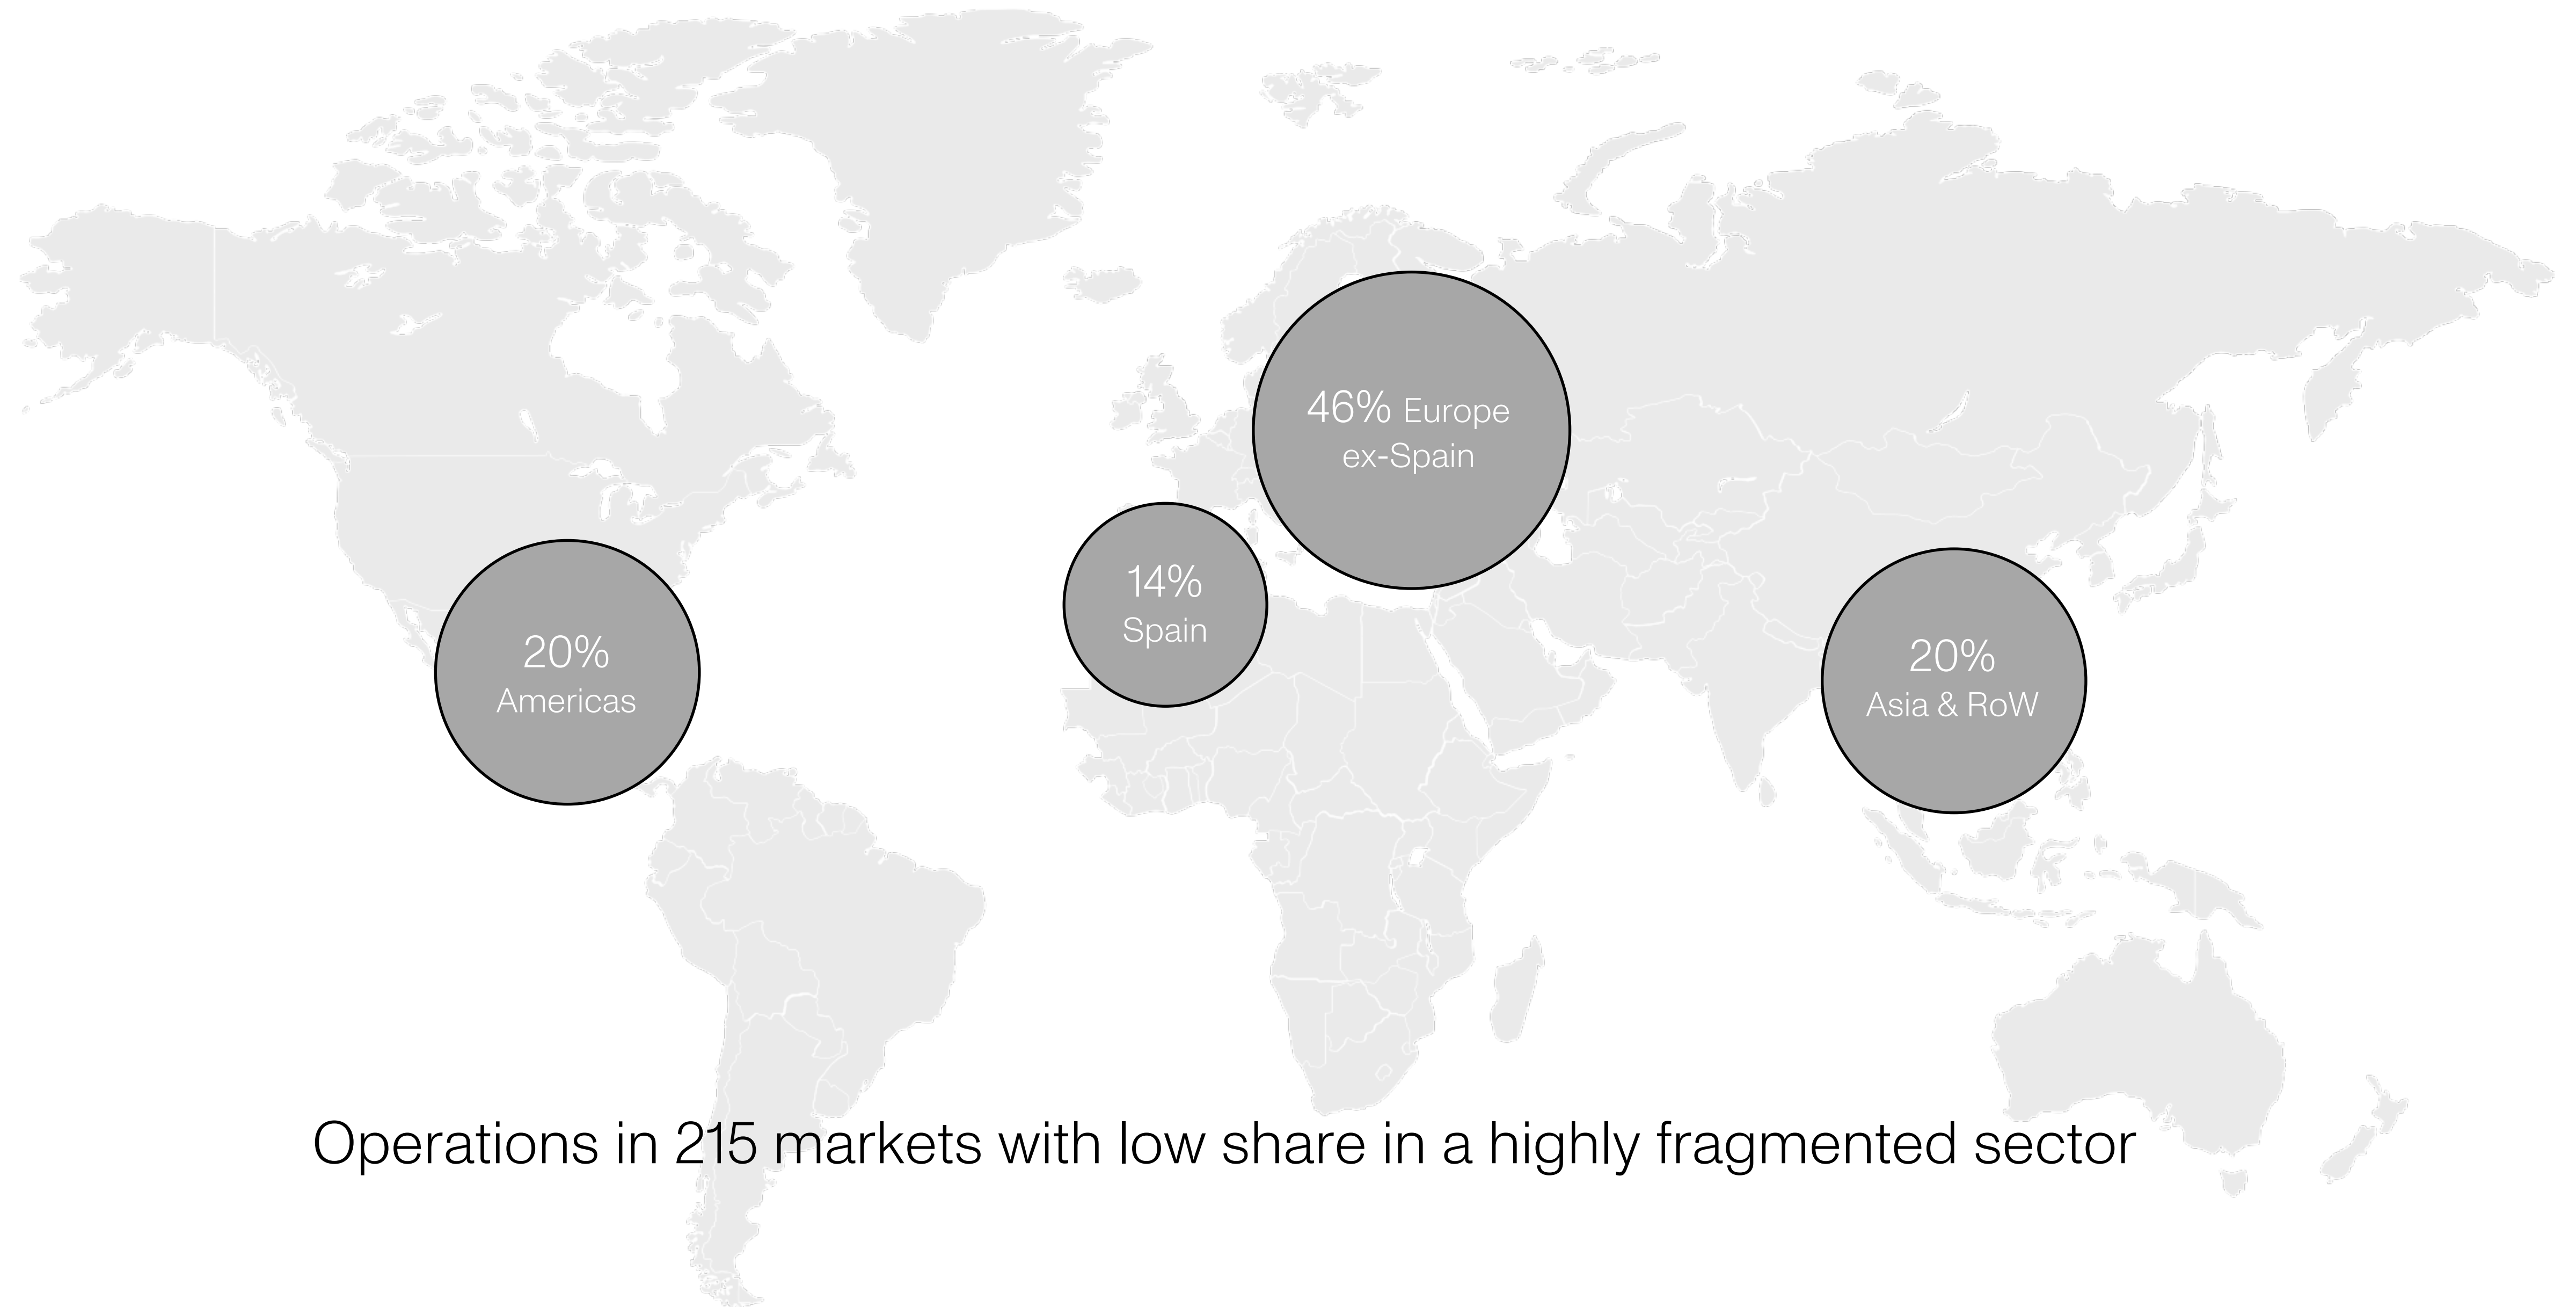 46% Europe
ex-Spain
14%
Spain
20%
Americas
20%
Asia & RoW
Operations in 215 markets with low share in a highly fragmented sector